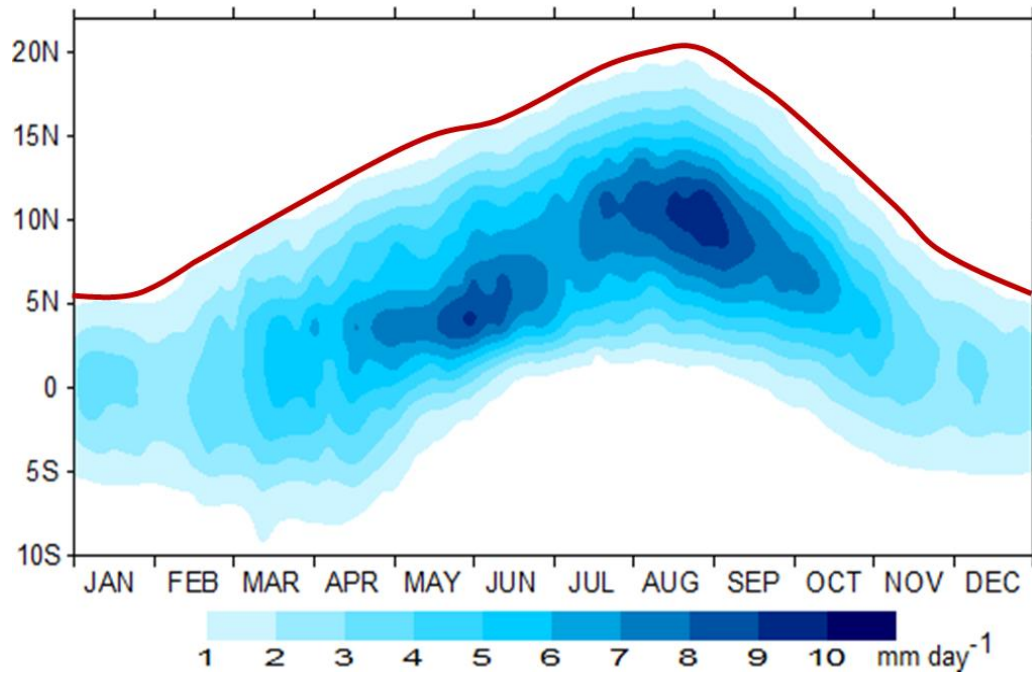 20N
15N
10N
5N
0
5S
10S
JAN FEB MAR APR MAY JUN JUL AUG SEP OCT NOV DEC
1 2 3 4 5 6 7 8 9 10 mm day-1